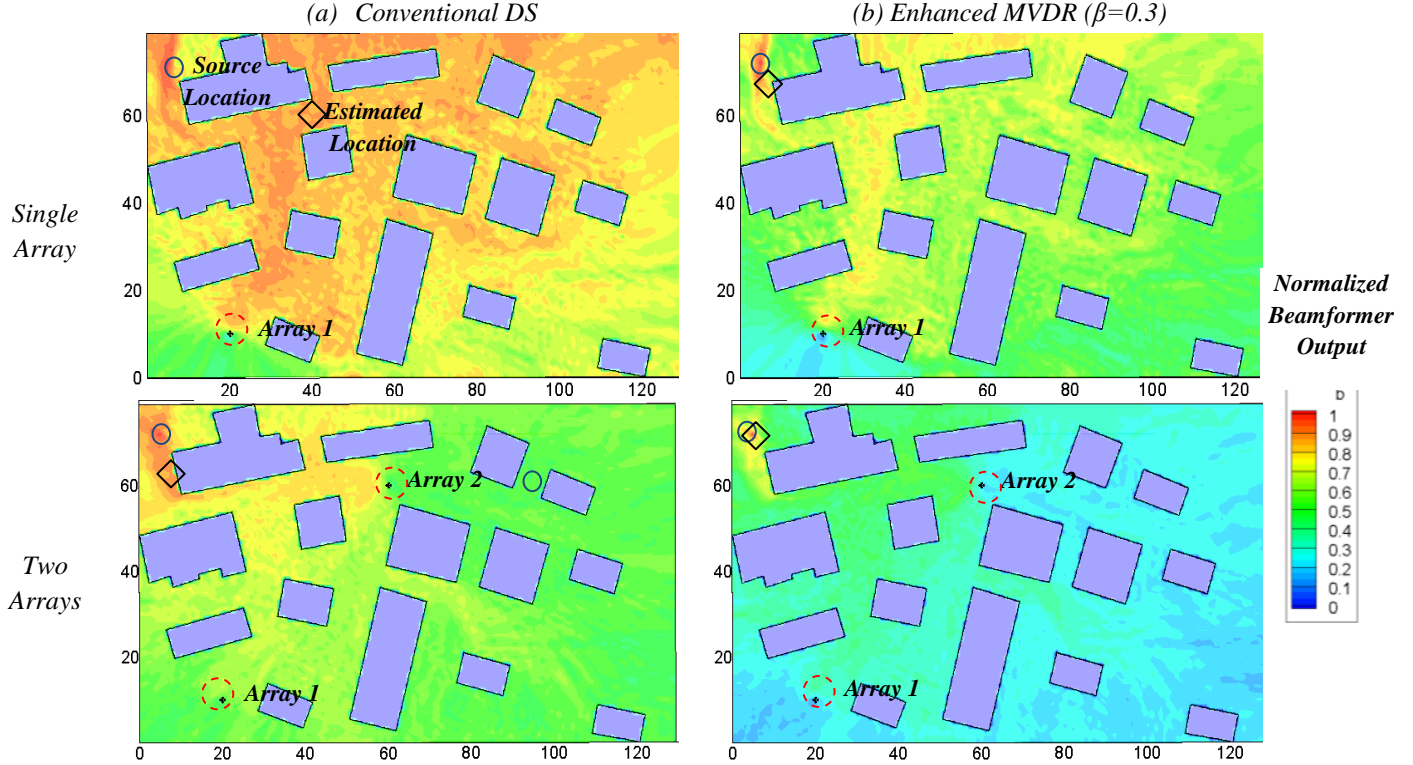 (a) Conventional DS
(b) Enhanced MVDR (β=0.3)
Single
Array
60
40
20
0
20
40
60
80
100
120
Source
Location
Estimated
Location
Array 1
60
40
20
0
20
40
60
80
100
120
Array 1
Normalized
Beamformer
Output
b
1
0.9
0.8
0.7
0.6
0.5
0.4
0.3
0.2
0.1
0
Two
Arrays
60
40
20
0
20
40
60
80
100
120
Array 2
Array 1
60
40
20
0
20
40
60
80
100
120
Array 2
Array 1